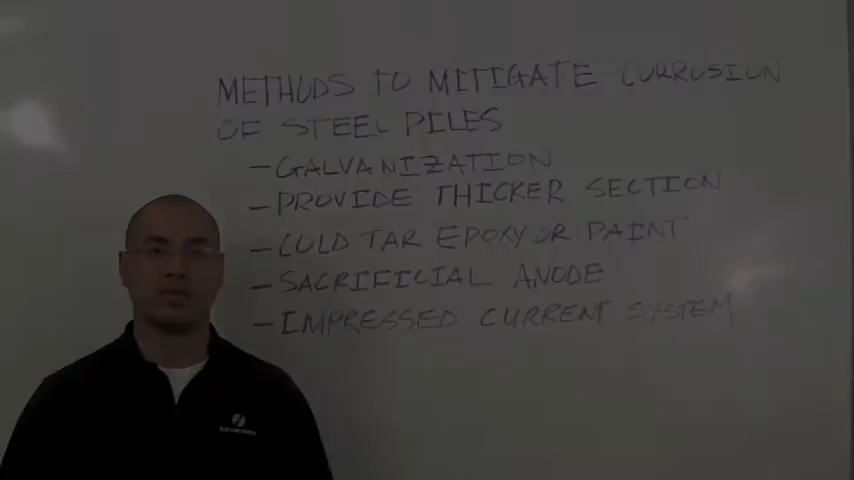 METHODS TO MITIGATE CORROSION
OF STEEL PILES
- GALVANIZATION
- PROVIDE THICKER SECTION
- COLD TAR EPOXY OR PAINT
- SACRIFICIAL ANODE
- IMPRESSED CURRENT SYSTEM